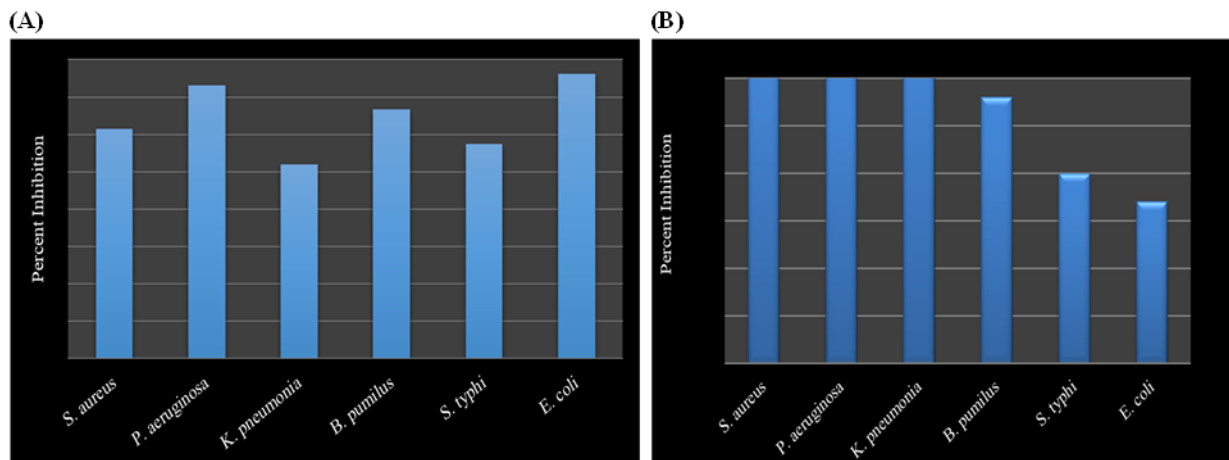 (A)
Percent Inhibition
S. aureus
P. aeruginosa
K. pneumonia
B. pumilus
S. typhi
E. coli
(B)
Percent Inhibition
S. aureus
P. aeruginosa
K. pneumonia
B. pumilus
S. typhi
E. coli